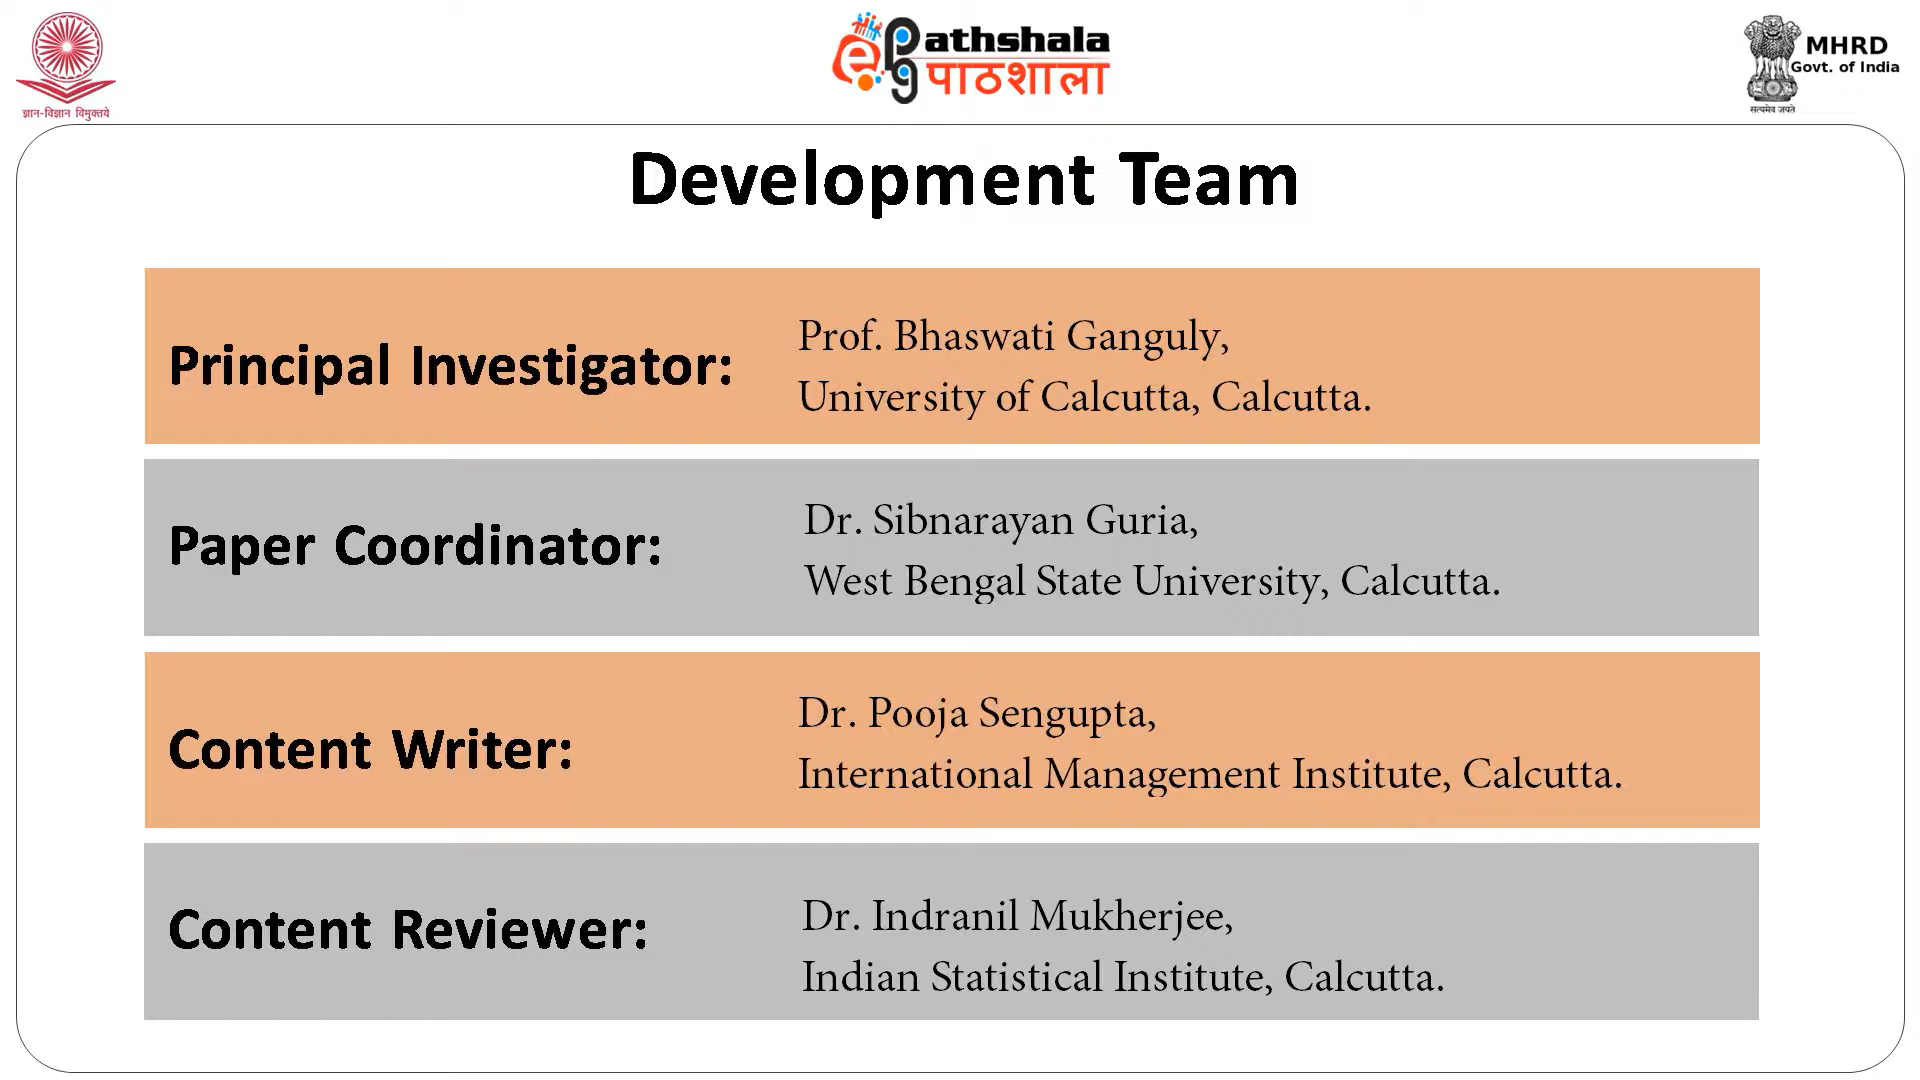 ज्ञान-विज्ञान विमुक्तये
ePg Pathshala
पाठशाला
MHRD
Govt. of India
सत्यमेव जयते
Development Team
Principal Investigator:
Prof. Bhaswati Ganguly,
University of Calcutta, Calcutta.
Paper Coordinator:
Dr. Sibnarayan Guria,
West Bengal State University, Calcutta.
Content Writer:
Dr. Pooja Sengupta,
International Management Institute, Calcutta.
Content Reviewer:
Dr. Indranil Mukherjee,
Indian Statistical Institute, Calcutta.